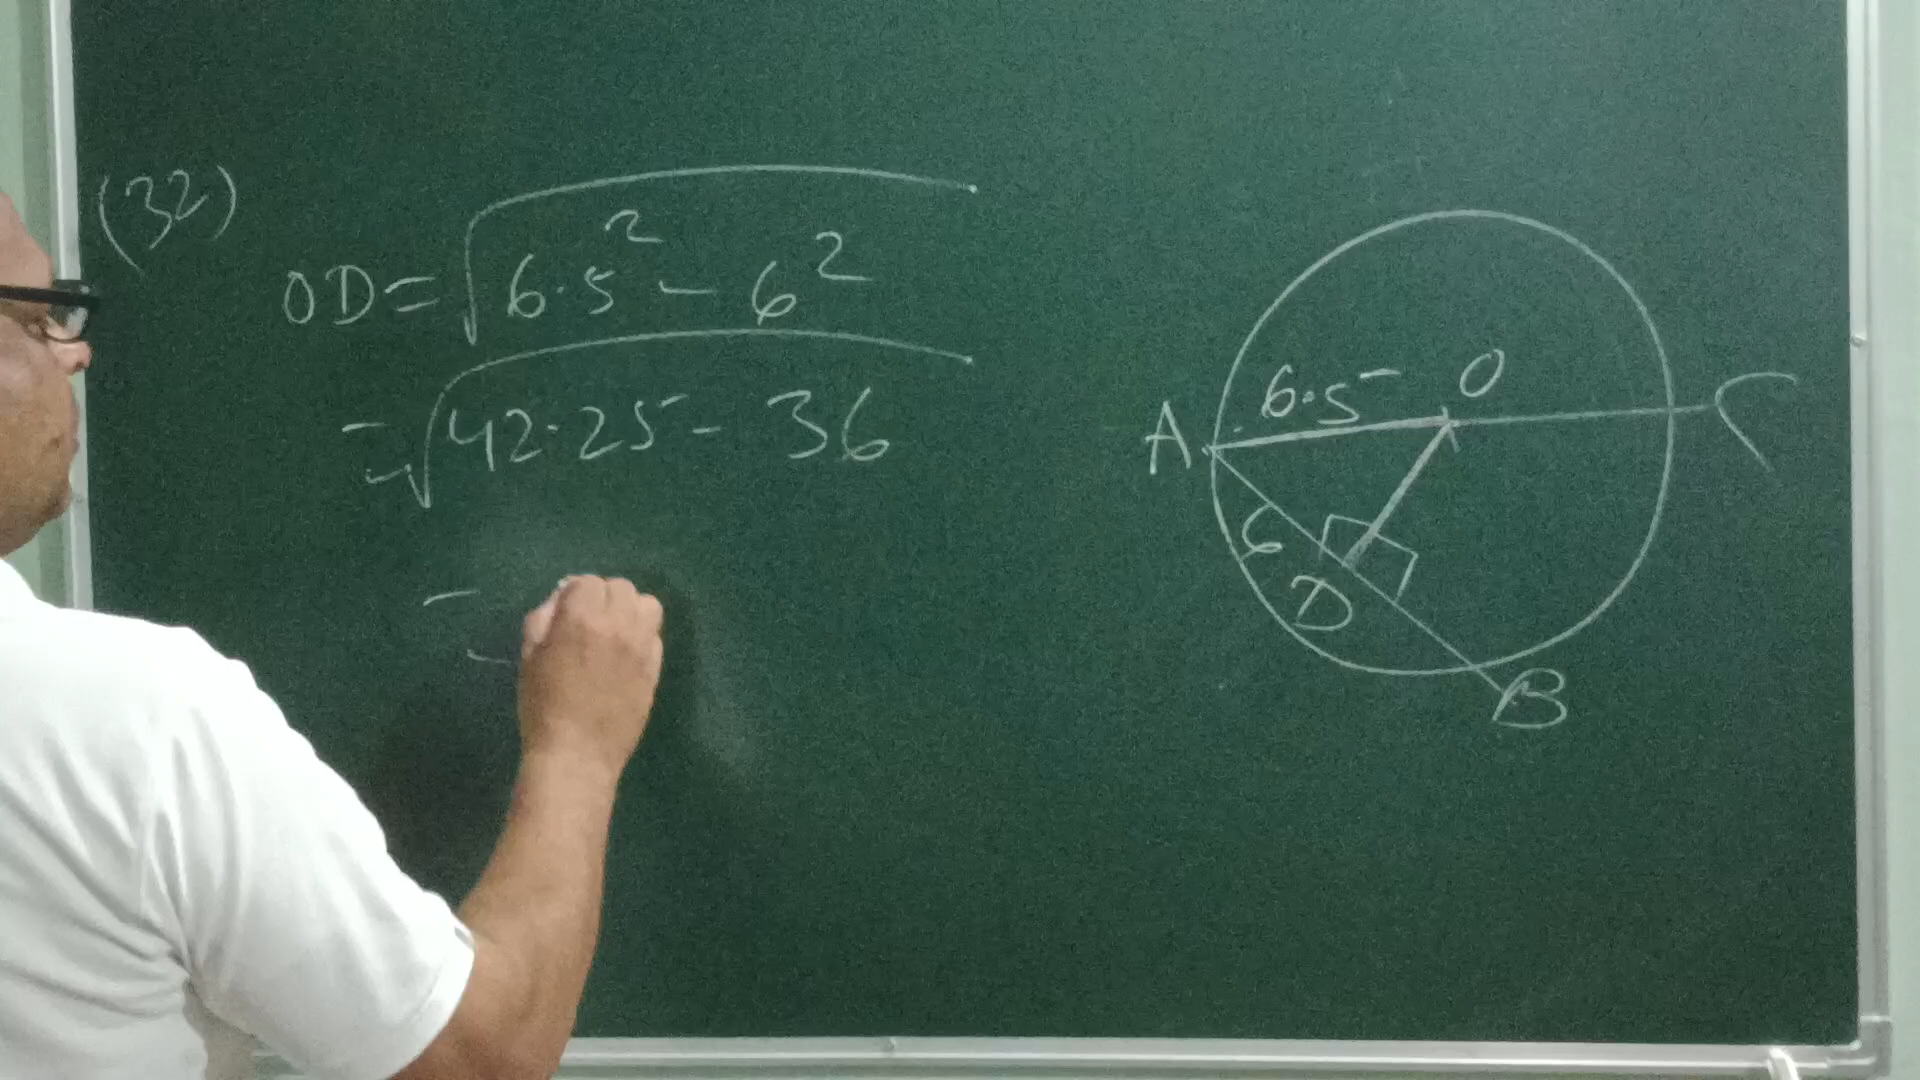 (32)
OD = √6.5² - 6²
= √42.25 - 36
=
6.5 O
A
C
6
D
B